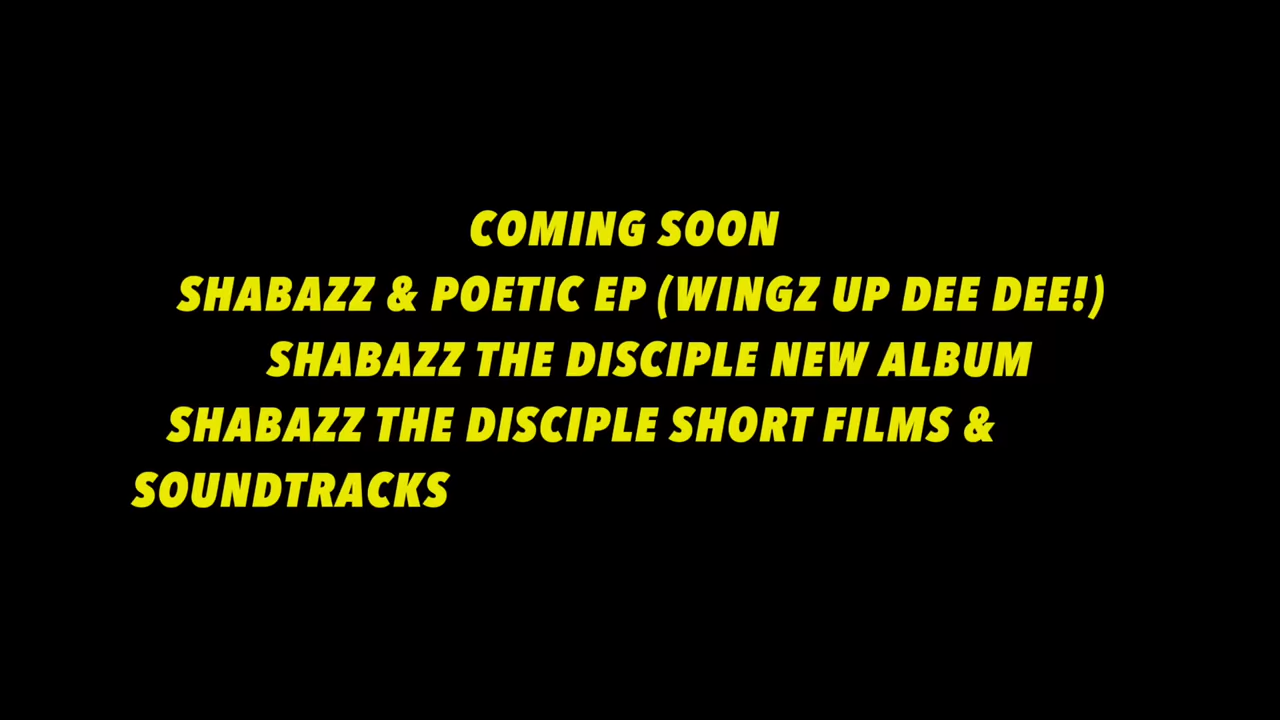 COMING SOON
SHABAZZ & POETIC EP (WINGZ UP DEE DEE!)
SHABAZZ THE DISCIPLE NEW ALBUM
SHABAZZ THE DISCIPLE SHORT FILMS &
SOUNDTRACKS